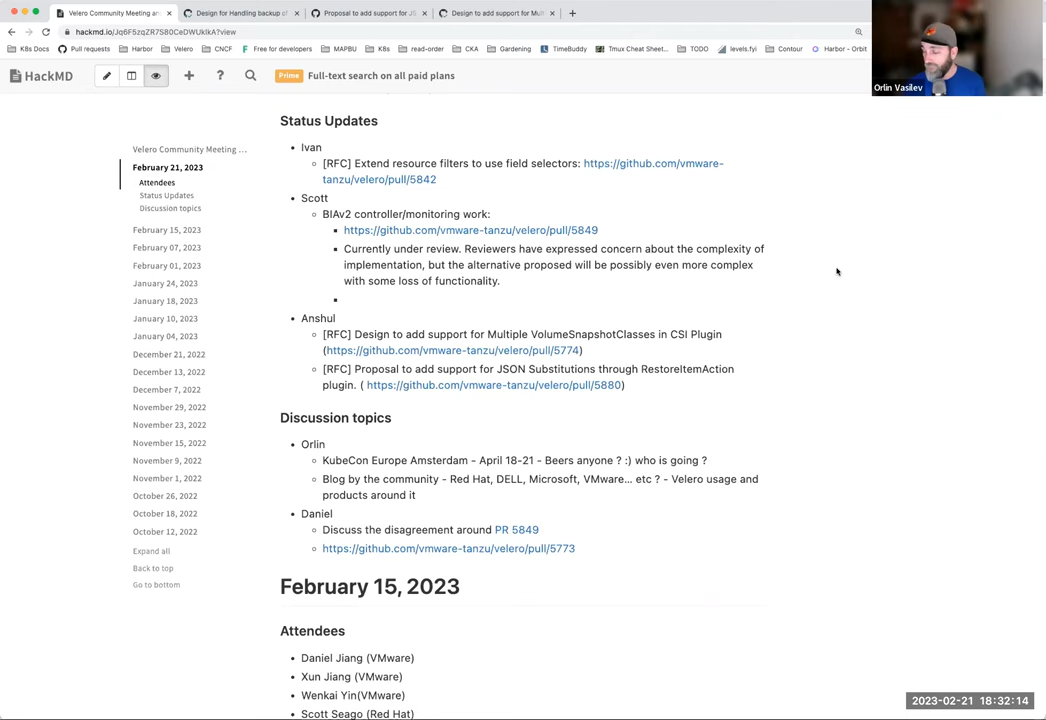 Velero Community Meeting an
Design for Handling backup of
Proposal to add support for JS
Design to add support for Mult
hackmd.io/Jq6F5zqZR7S80CeDWUklkA?view
K8s Docs
Pull requests
Harbor
Velero
CNCF
Free for developers
MAPBU
K8s
read-order
CKA
Gardening
TimeBuddy
Tmux Cheat Sheet...
TODO
levels.fyi
Contour
Harbor - Orbit
HackMD
Prime
Full-text search on all paid plans
Orlin Vasilev
Velero Community Meeting ...
February 21, 2023
Attendees
Status Updates
Discussion topics
February 15, 2023
February 07, 2023
February 01, 2023
January 24, 2023
January 18, 2023
January 10, 2023
January 04, 2023
December 21, 2022
December 13, 2022
December 7, 2022
November 29, 2022
November 23, 2022
November 15, 2022
November 9, 2022
November 1, 2022
October 26, 2022
October 18, 2022
October 12, 2022
Expand all
Back to top
Go to bottom
Status Updates
Ivan
[RFC] Extend resource filters to use field selectors: https://github.com/vmware-
tanzu/velero/pull/5842
Scott
BIAv2 controller/monitoring work:
https://github.com/vmware-tanzu/velero/pull/5849
Currently under review. Reviewers have expressed concern about the complexity of
implementation, but the alternative proposed will be possibly even more complex
with some loss of functionality.
Anshul
[RFC] Design to add support for Multiple VolumeSnapshotClasses in CSI Plugin
(https://github.com/vmware-tanzu/velero/pull/5774)
[RFC] Proposal to add support for JSON Substitutions through RestoreItemAction
plugin. ( https://github.com/vmware-tanzu/velero/pull/5880)
Discussion topics
Orlin
KubeCon Europe Amsterdam - April 18-21 - Beers anyone ? :) who is going ?
Blog by the community - Red Hat, DELL, Microsoft, VMware... etc ? - Velero usage and
products around it
Daniel
Discuss the disagreement around PR 5849
https://github.com/vmware-tanzu/velero/pull/5773
February 15, 2023
Attendees
Daniel Jiang (VMware)
Xun Jiang (VMware)
Wenkai Yin(VMware)
Scott Seago (Red Hat)
2023-02-21 18:32:14